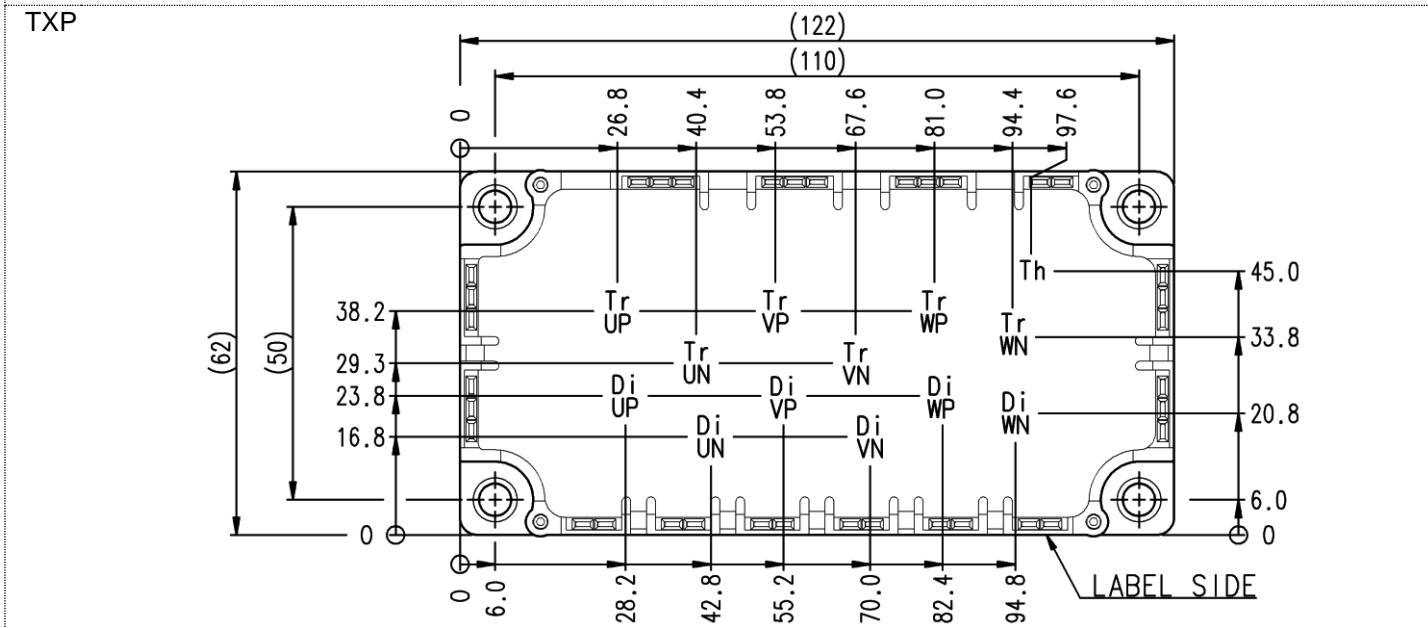 TXP
(122)
(110)
0
26.8
40.4
53.8
67.6
81.0
94.4
97.6
Th
45.0
38.2
Tr
UP
Tr
VP
Tr
WP
Tr
WN
33.8
(62)
(50)
29.3
Tr
UN
Tr
VN
23.8
Di
UP
Di
VP
Di
WP
Di
WN
20.8
16.8
Di
UN
Di
VN
6.0
0
0
0
6.0
28.2
42.8
55.2
70.0
82.4
94.8
LABEL SIDE